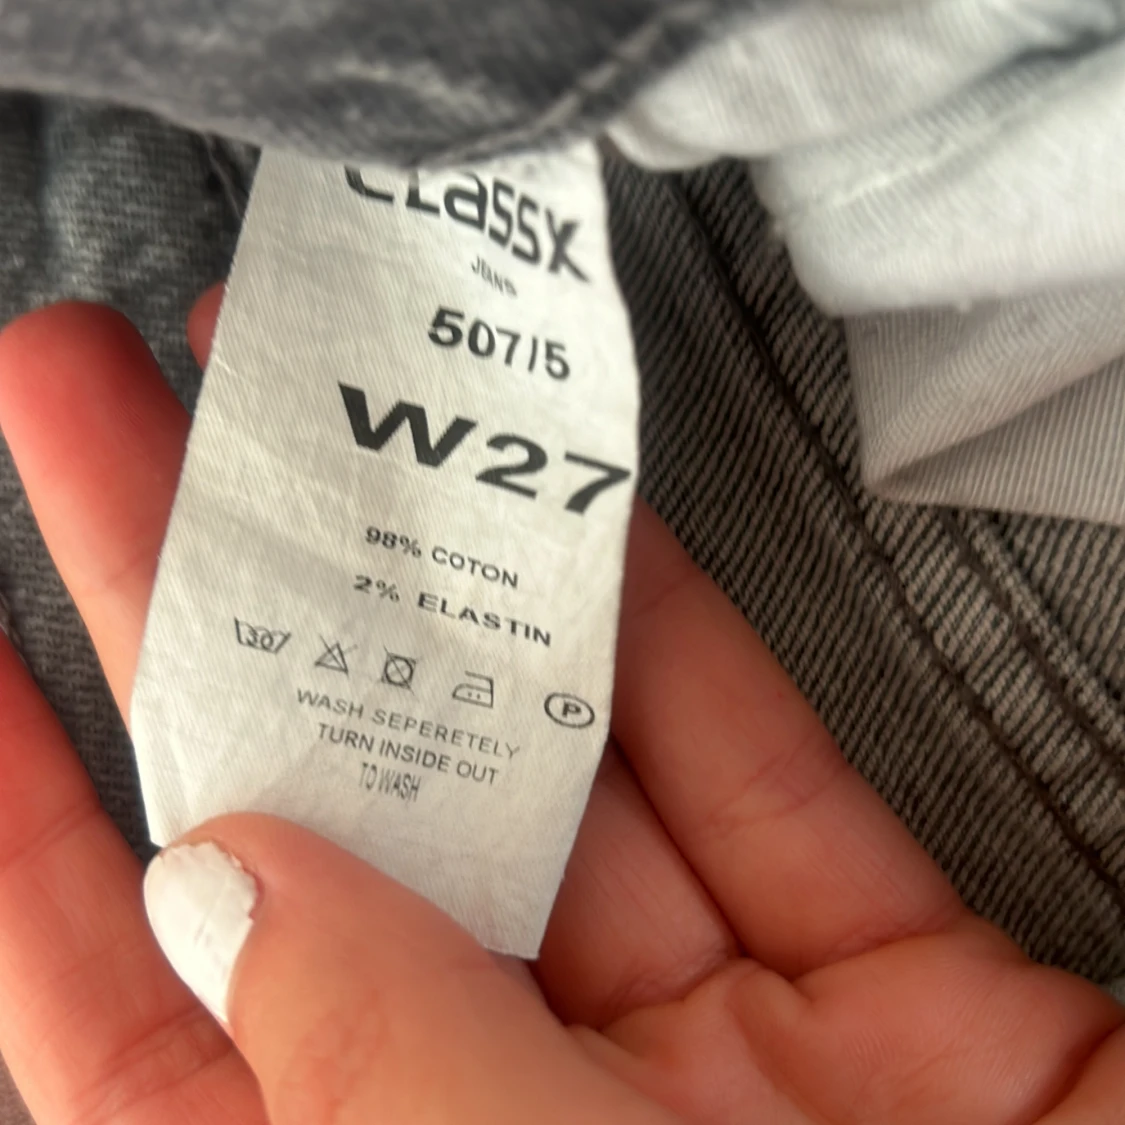 CLaSSX
JEANS
507/5
W27
98% COTON
2% ELASTIN
30
P
WASH SEPERETELY
TURN INSIDE OUT
TO WASH